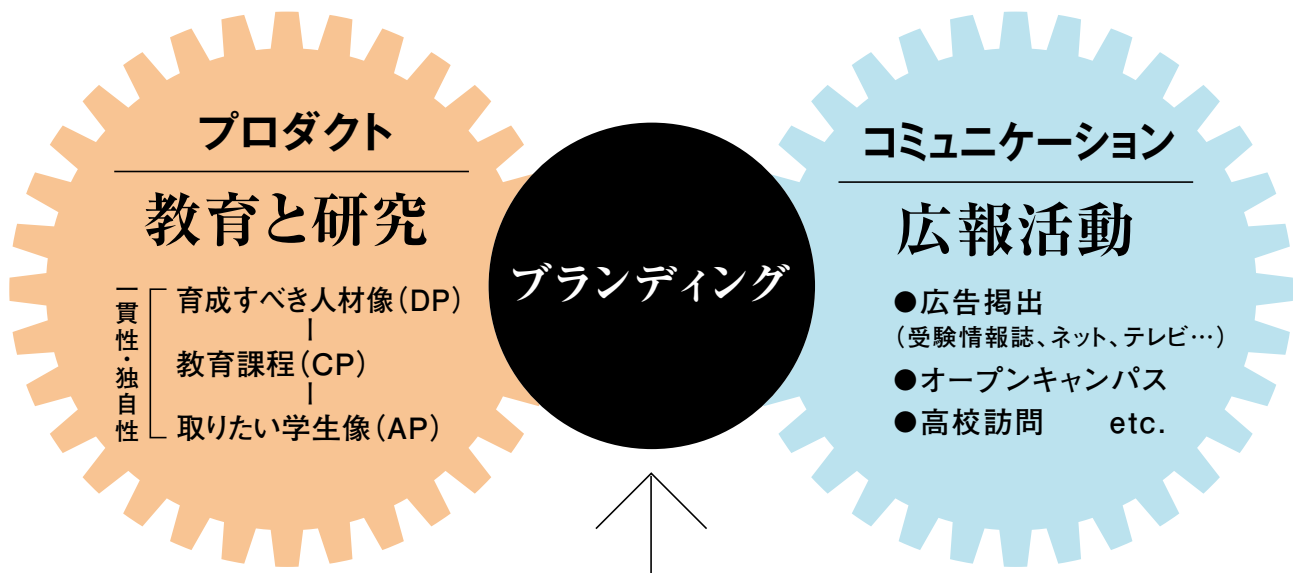 プロダクト
教育と研究
一貫性・独自性
育成すべき人材像(DP)
教育課程(CP)
取りたい学生像(AP)
ブランディング
コミュニケーション
広報活動
●広告掲出
(受験情報誌、ネット、テレビ…)
●オープンキャンパス
●高校訪問 etc.